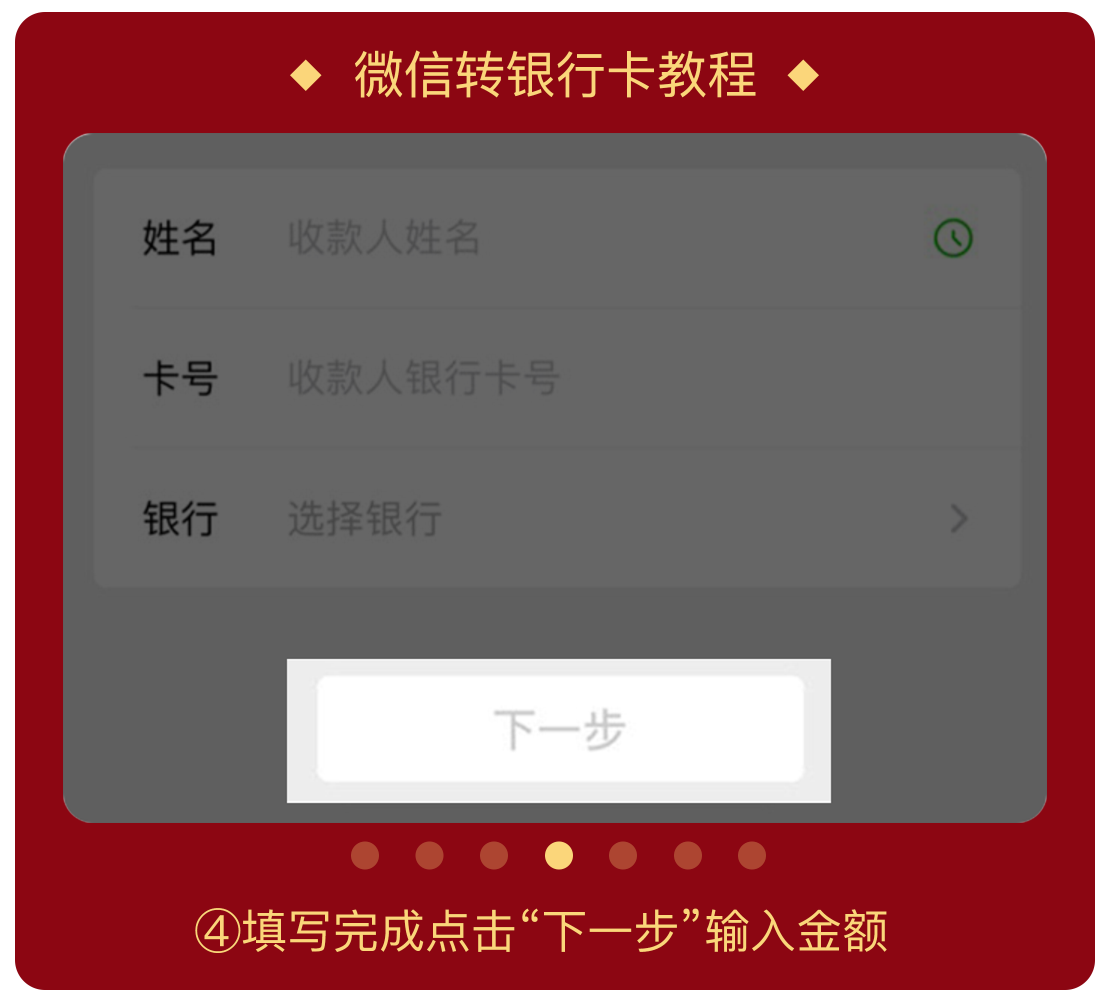 微信转银行卡教程
姓名 收款人姓名
卡号 收款人银行卡号
银行 选择银行
下一步
④填写完成点击“下一步”输入金额